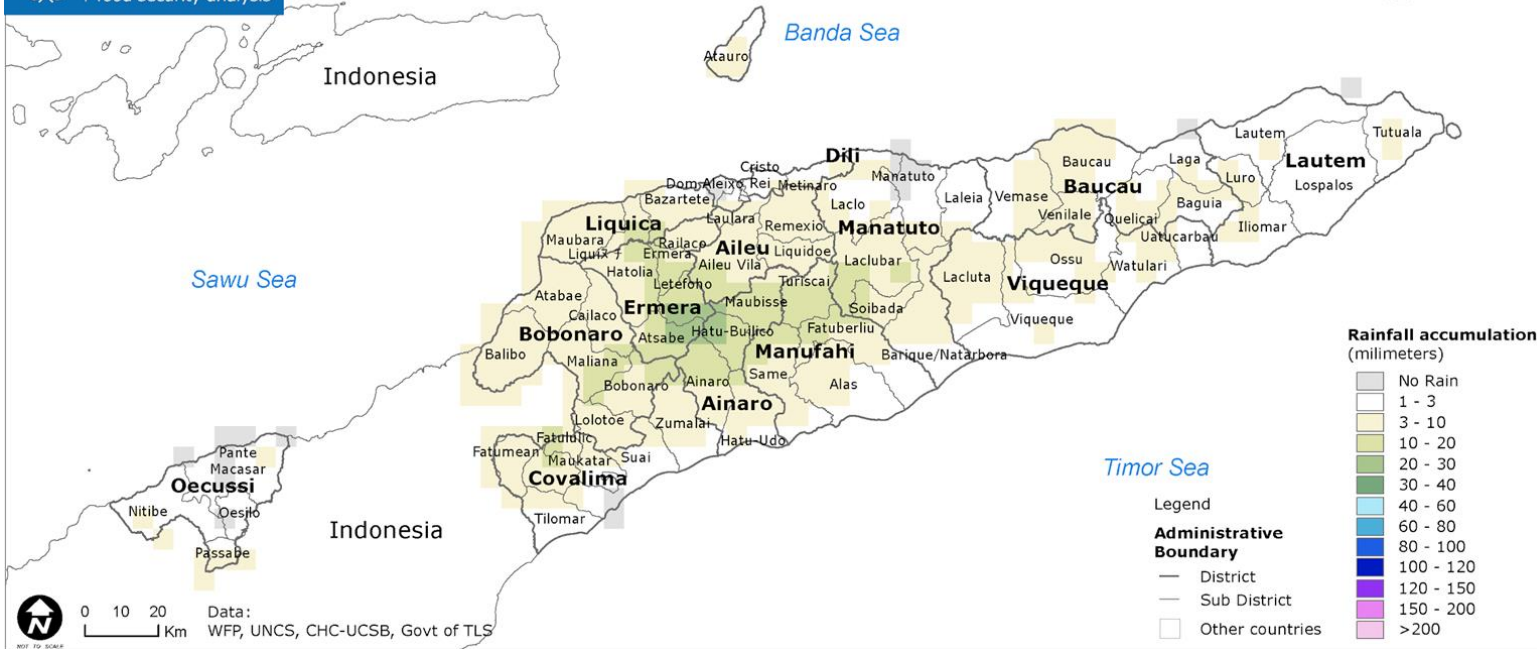 Food Security analysis
Banda Sea
Atauro
Indonesia
Lautem
Tutuala
Dili
Baucau
Laga
Lautem
Cristo
Manatuto
Luro
Dom Aleixo
Rei
Metinaro
Baucau
Lospalos
Bazartete
Laclo
Laleia
Vemase
Baguia
Liquica
Laulara
Remexio
Manatuto
Venilale
Quelicai
Iliomar
Maubara
Railaco
Aileu
Liquidoe
Uatucarbau
Ermera
Aileu Vila
Laclubar
Ossu
Watulari
Hatolia
Sawu Sea
Letefoho
Turiscai
Lacluta
Viqueque
Atabae
Ermera
Maubisse
Soibada
Cailaco
Viqueque
Bobonaro
Atsabe
Hatu-Builico
Fatuberliu
Balibo
Maliana
Manufahi
Barique/Natarbora
Bobonaro
Ainaro
Same
Alas
Ainaro
Lolotoe
Zumalai
Hatu-Udo
Fatululic
Fatumean
Maukatar
Suai
Covalima
Tilomar
Timor Sea
Pante
Macasar
Oecussi
Nitibe
Oesilo
Indonesia
Passabe
Rainfall accumulation
(milimeters)
No Rain
1 - 3
3 - 10
10 - 20
20 - 30
30 - 40
40 - 60
60 - 80
80 - 100
100 - 120
120 - 150
150 - 200
>200
Legend
Administrative
Boundary
District
Sub District
Other countries
N
NOT TO SCALE
0 10 20
Km
Data:
WFP, UNCS, CHC-UCSB, Govt of TLS